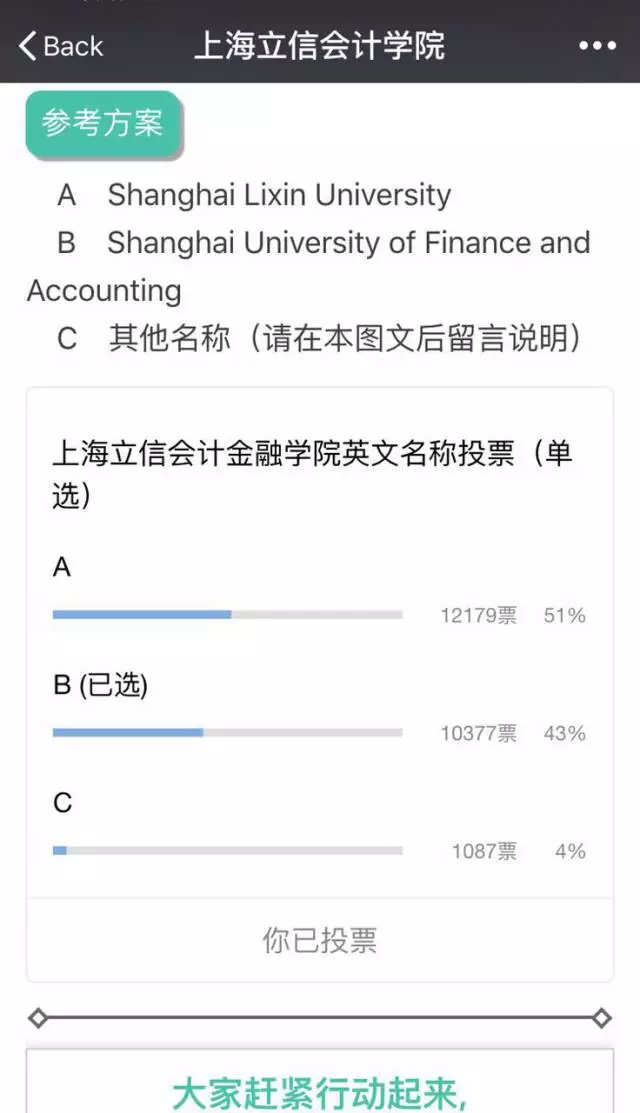 Back 上海立信会计学院
参考方案
A Shanghai Lixin University
B Shanghai University of Finance and
Accounting
C 其他名称（请在本图文后留言说明）
上海立信会计金融学院英文名称投票（单
选）
A
12179票 51%
B (已选)
10377票 43%
C
1087票 4%
你已投票
大家赶紧行动起来,